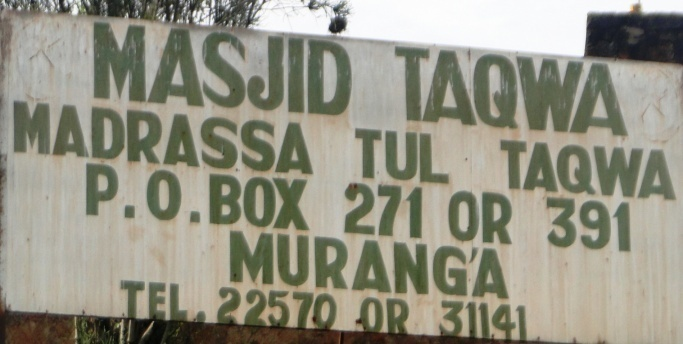 MASJID TAQWA
MADRASSA TUL TAQWA
P.O.BOX 271 OR 391
MURANG'A
TEL. 22570 OR 31141